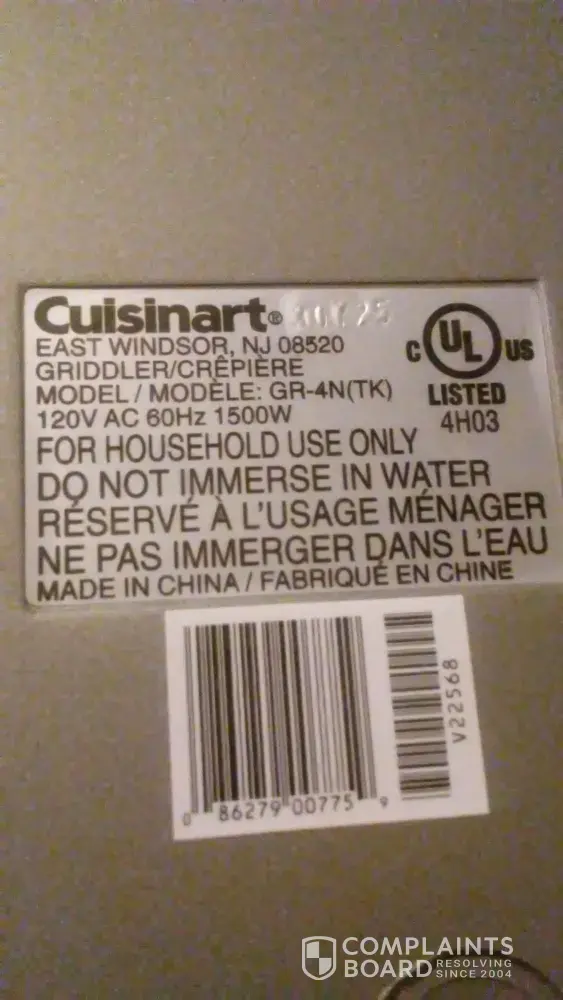 Cuisinart®
EAST WINDSOR, NJ 08520
GRIDDLER/CRÊPIÈRE
MODEL / MODÈLE: GR-4N(TK)
120V AC 60Hz 1500W
C UL US
LISTED
4H03
FOR HOUSEHOLD USE ONLY
DO NOT IMMERSE IN WATER
RÉSERVÉ À L'USAGE MÉNAGER
NE PAS IMMERGER DANS L'EAU
MADE IN CHINA / FABRIQUÉ EN CHINE
V22568
0 86279 00775 9
COMPLAINTS
BOARD RESOLVING
SINCE 2004